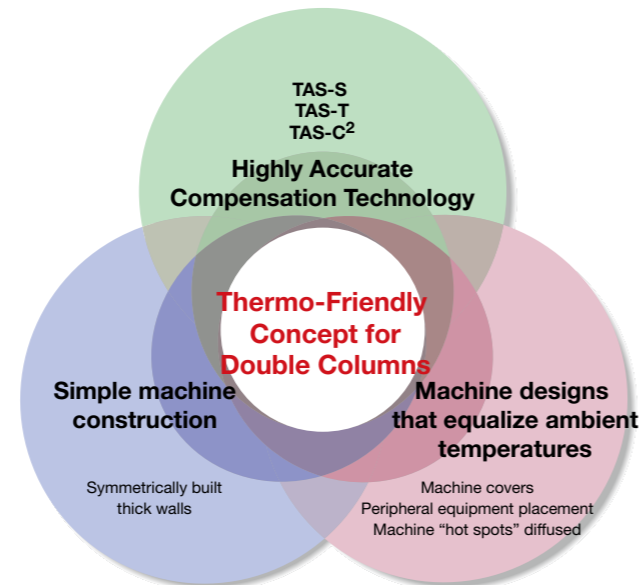 TAS-S
TAS-T
TAS-C²
Highly Accurate
Compensation Technology
Thermo-Friendly
Concept for
Double Columns
Simple machine
construction
Symmetrically built
thick walls
Machine designs
that equalize ambient
temperatures
Machine covers
Peripheral equipment placement
Machine “hot spots” diffused